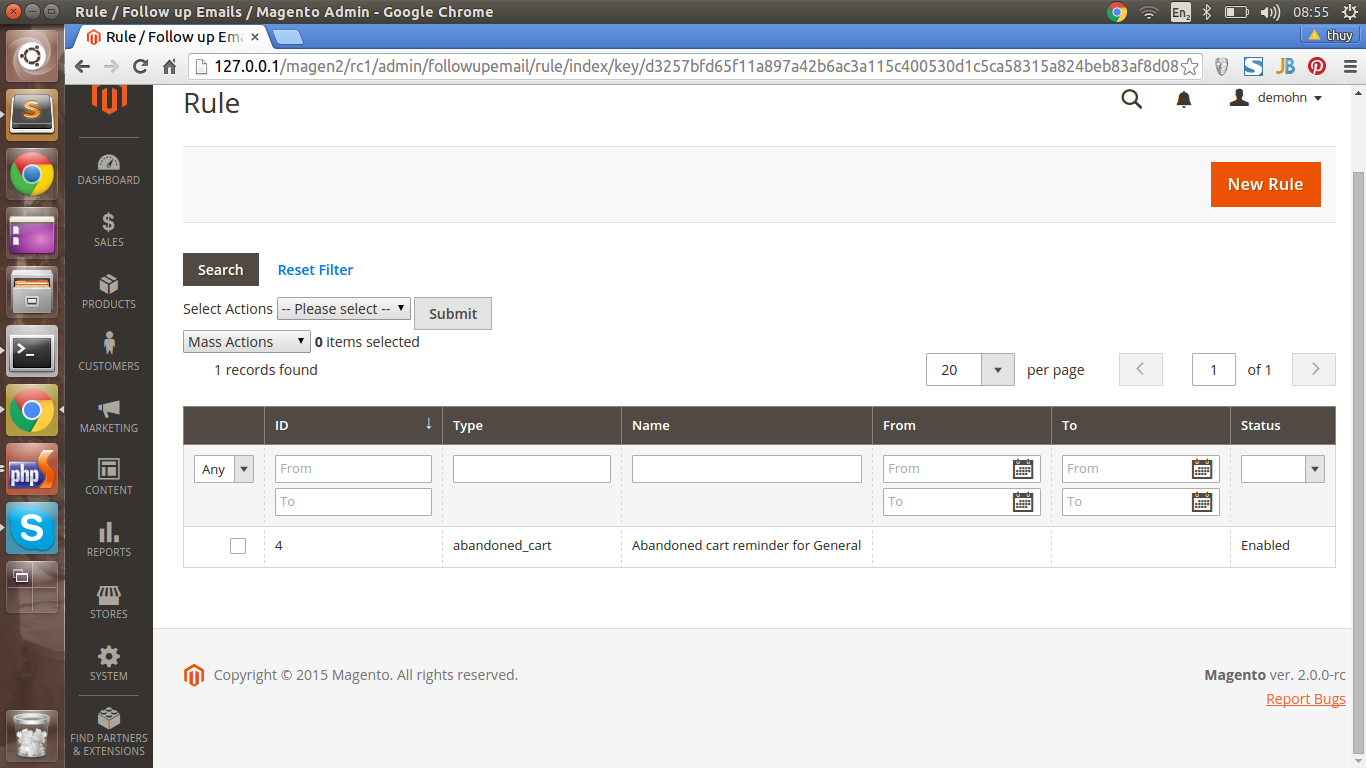 Rule / Follow up Emails / Magento Admin - Google Chrome
En2
08:55
Rule / Follow up Em
thuy
127.0.0.1/magen2/rc1/admin/followupemail/rule/index/key/d3257bfd65f11a897a42b6ac3a115c400530d1c5ca58315a824beb83af8d08
S
JB
Rule
demohn
New Rule
DASHBOARD
$
SALES
PRODUCTS
CUSTOMERS
MARKETING
CONTENT
REPORTS
STORES
SYSTEM
FIND PARTNERS
& EXTENSIONS
S
>_
php
S
Search
Reset Filter
Select Actions -- Please select -- Submit
Mass Actions 0 items selected
1 records found
20 per page 1 of 1
ID Type Name From To Status
Any From From From
To To To
4 abandoned_cart Abandoned cart reminder for General Enabled
Copyright © 2015 Magento. All rights reserved.
Magento ver. 2.0.0-rc
Report Bugs